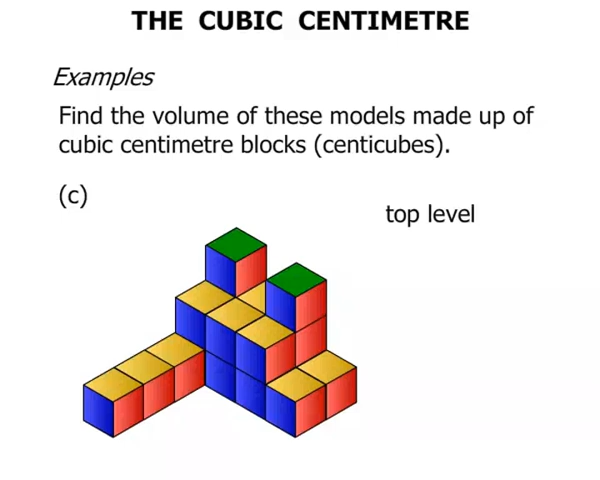 THE CUBIC CENTIMETRE
Examples
Find the volume of these models made up of
cubic centimetre blocks (centicubes).
(c)
top level